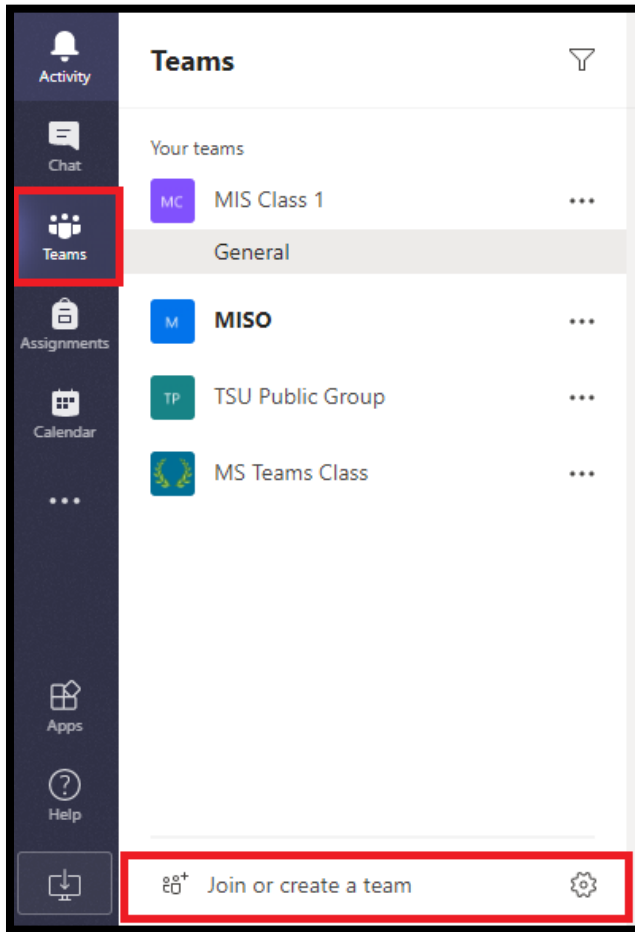 Activity
Chat
Teams
Assignments
Calendar
Apps
Help
Teams
Your teams
MC MIS Class 1
General
M MISO
TP TSU Public Group
MS Teams Class
Join or create a team